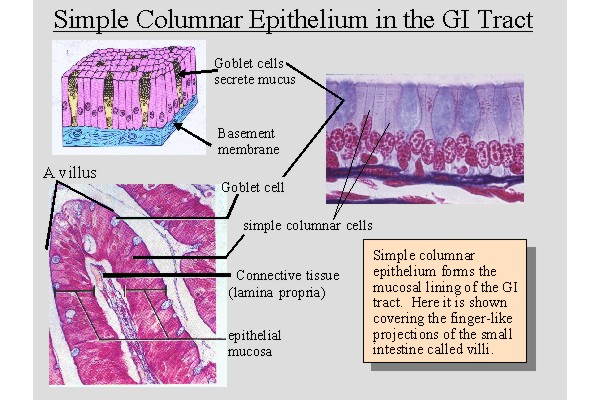 Simple Columnar Epithelium in the GI Tract
Goblet cells
secrete mucus
Basement
membrane
A villus
Goblet cell
simple columnar cells
Connective tissue
(lamina propria)
epithelial
mucosa
Simple columnar
epithelium forms the
mucosal lining of the GI
tract. Here it is shown
covering the finger-like
projections of the small
intestine called villi.